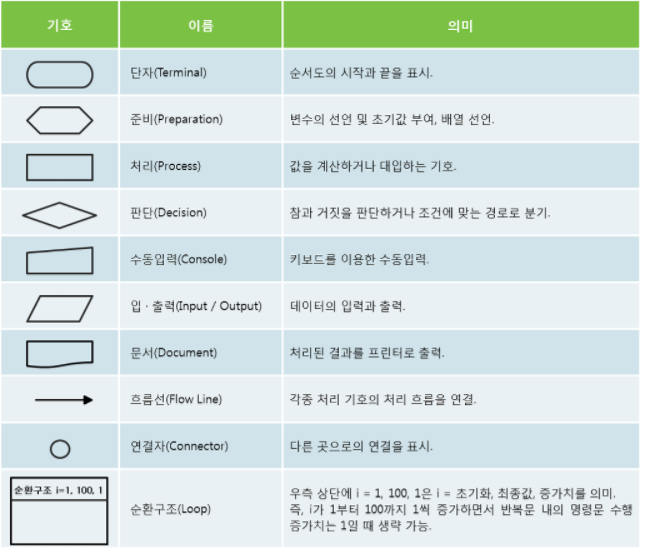 기호 이름 의미
단자(Terminal) 순서도의 시작과 끝을 표시.
준비(Preparation) 변수의 선언 및 초기값 부여, 배열 선언.
처리(Process) 값을 계산하거나 대입하는 기호.
판단(Decision) 참과 거짓을 판단하거나 조건에 맞는 경로로 분기.
수동입력(Console) 키보드를 이용한 수동입력.
입 · 출력(Input / Output) 데이터의 입력과 출력.
문서(Document) 처리된 결과를 프린터로 출력.
흐름선(Flow Line) 각종 처리 기호의 처리 흐름을 연결.
연결자(Connector) 다른 곳으로의 연결을 표시.
순환구조 i=1, 100, 1
순환구조(Loop)
우측 상단에 i = 1, 100, 1은 i = 초기화, 최종값, 증가치를 의미.
즉, i가 1부터 100까지 1씩 증가하면서 반복문 내의 명령문 수행
증가치는 1일 때 생략 가능.